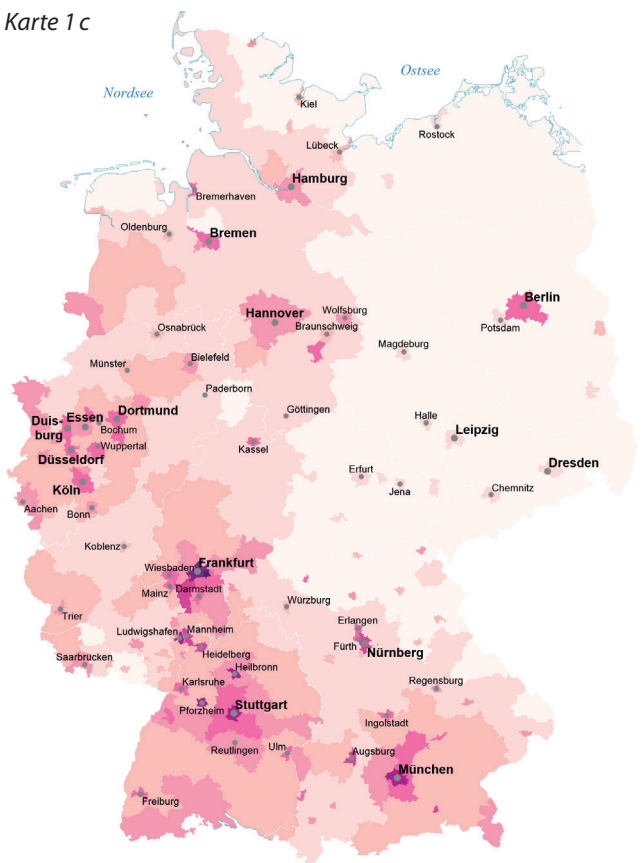 Karte 1 c
Ostsee
Nordsee
Kiel
Rostock
Lübeck
Hamburg
Bremerhaven
Oldenburg
Bremen
Berlin
Hannover
Wolfsburg
Potsdam
Osnabrück
Braunschweig
Magdeburg
Münster
Bielefeld
Paderborn
Göttingen
Halle
Duis-
burg
Essen
Dortmund
Bochum
Leipzig
Wuppertal
Kassel
Düsseldorf
Dresden
Köln
Erfurt
Jena
Chemnitz
Aachen
Bonn
Koblenz
Wiesbaden
Frankfurt
Mainz
Darmstadt
Würzburg
Trier
Erlangen
Ludwigshafen
Mannheim
Fürth
Nürnberg
Saarbrücken
Heidelberg
Heilbronn
Karlsruhe
Regensburg
Pforzheim
Stuttgart
Ingolstadt
Reutlingen
Ulm
Augsburg
München
Freiburg